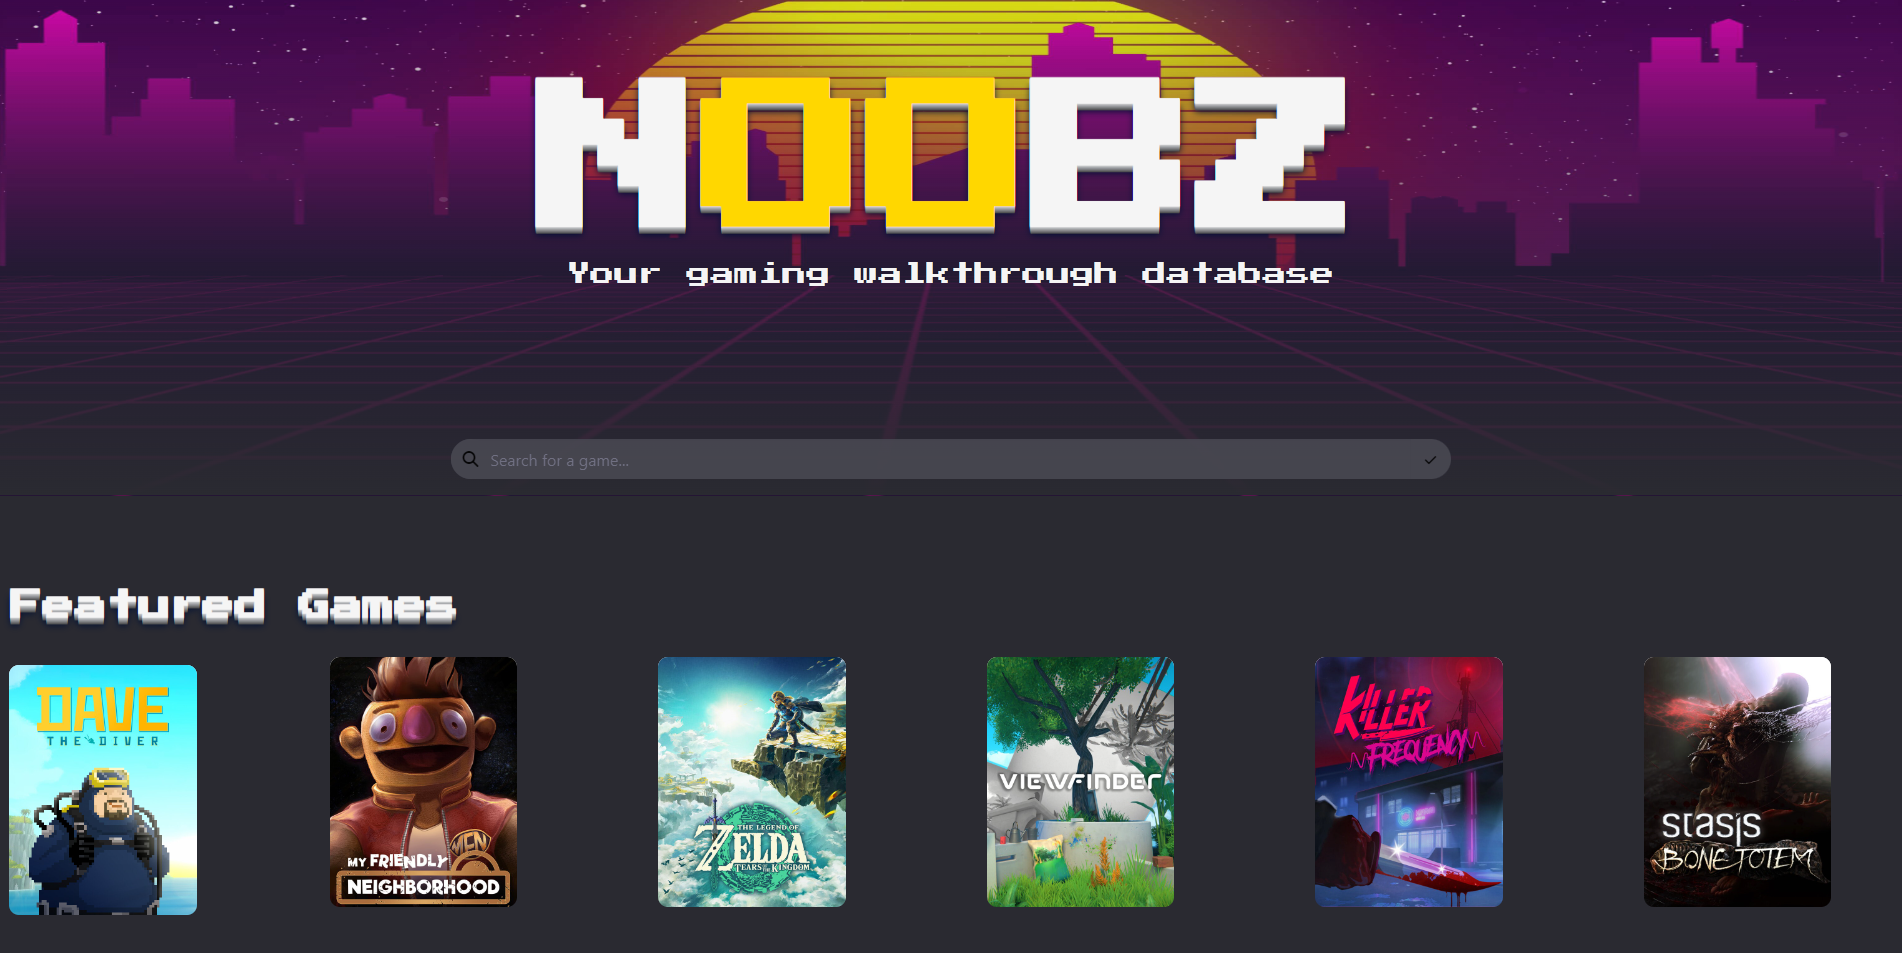 NOOBZ
Your gaming walkthrough database
Search for a game...
Featured Games
DAVE
THE DIVER
MCN
MY FRIENDLY
NEIGHBORHOOD
THE LEGEND OF
ZELDA
TEARS OF THE KINGDOM
VIEWFINDER
KILLER
FREQUENCY
STASIS
BONE TOTEM